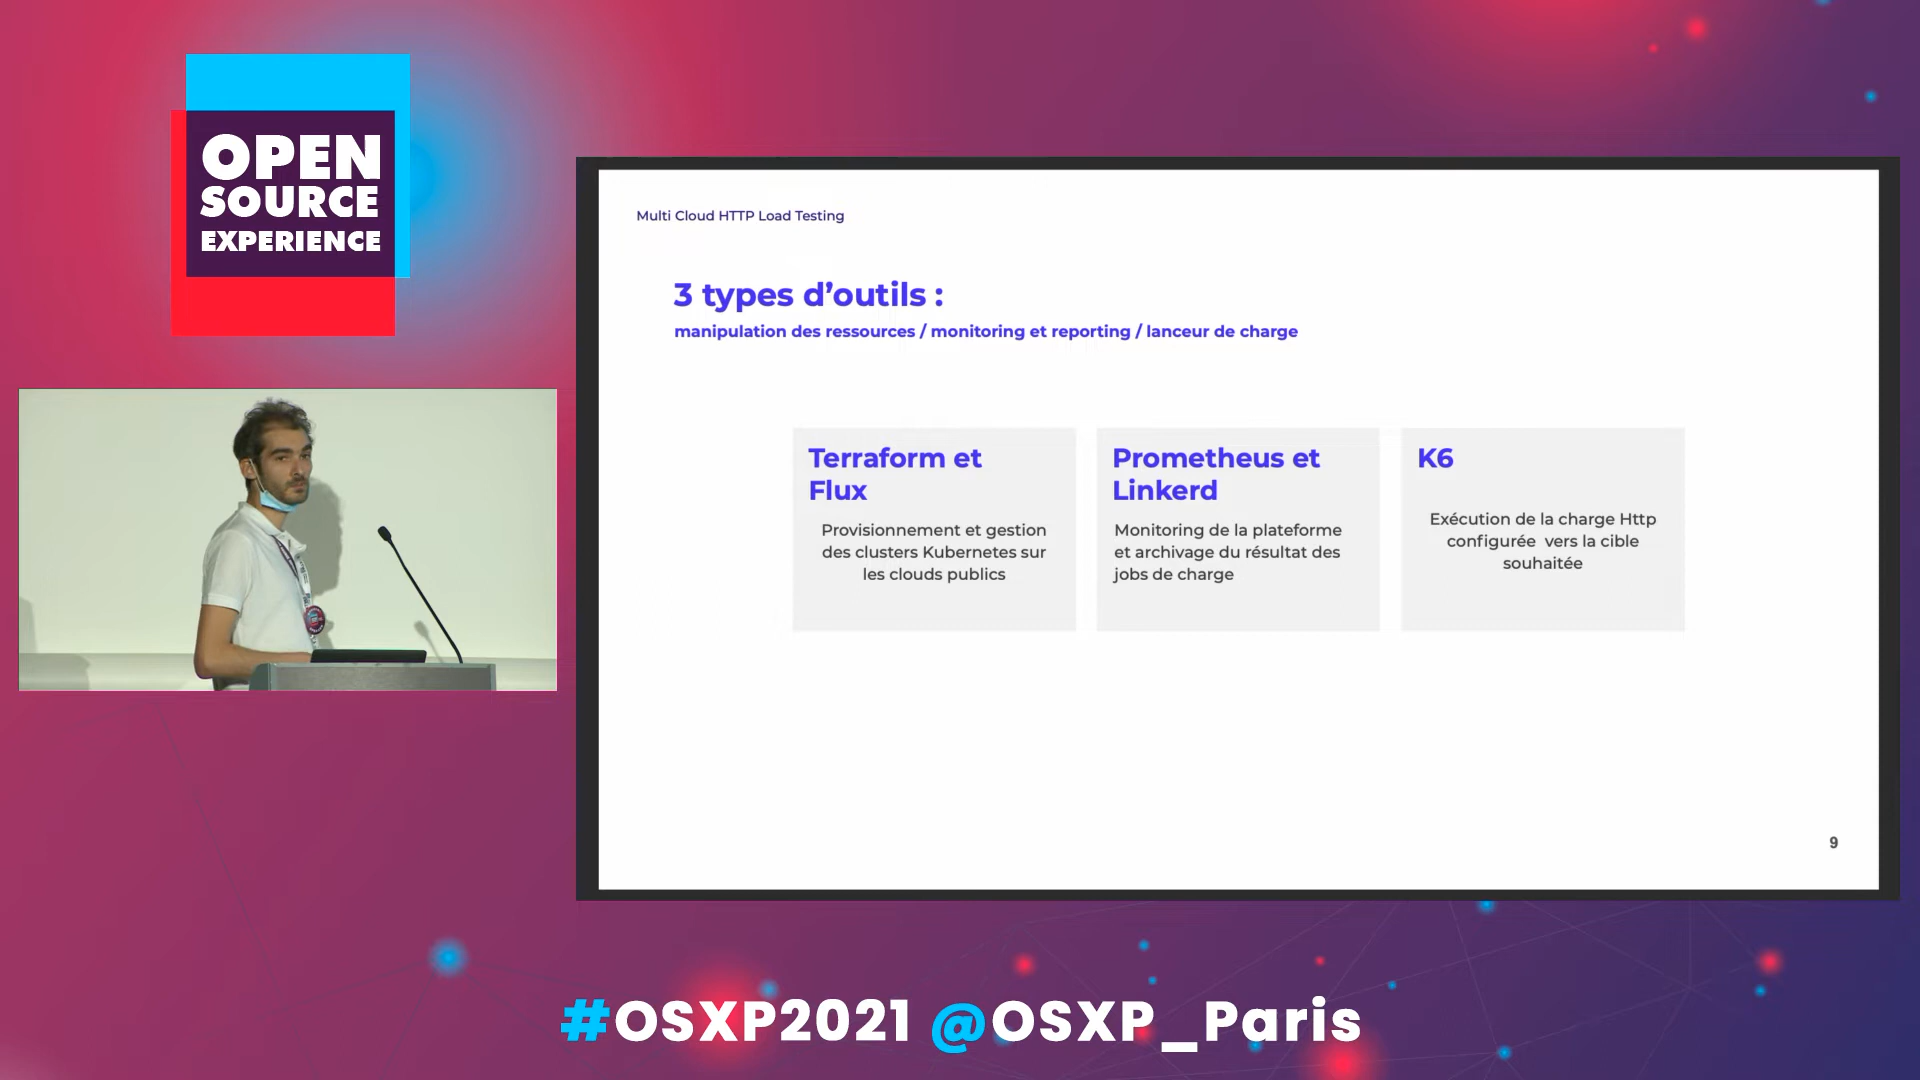 OPEN
SOURCE
EXPERIENCE
Multi Cloud HTTP Load Testing
3 types d’outils :
manipulation des ressources / monitoring et reporting / lanceur de charge
Terraform et
Flux
Provisionnement et gestion
des clusters Kubernetes sur
les clouds publics
Prometheus et
Linkerd
Monitoring de la plateforme
et archivage du résultat des
jobs de charge
K6
Exécution de la charge Http
configurée  vers la cible
souhaitée
9
#OSXP2021 @OSXP_Paris